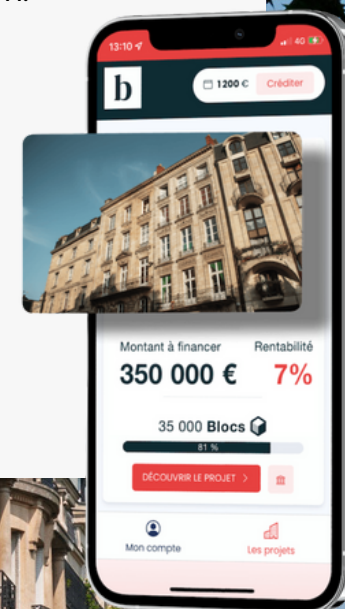 13:10
4G
b
1200 € Créditer
Montant à financer Rentabilité
350 000 € 7%
35 000 Blocs
81 %
DÉCOUVRIR LE PROJET >
Mon compte Les projets